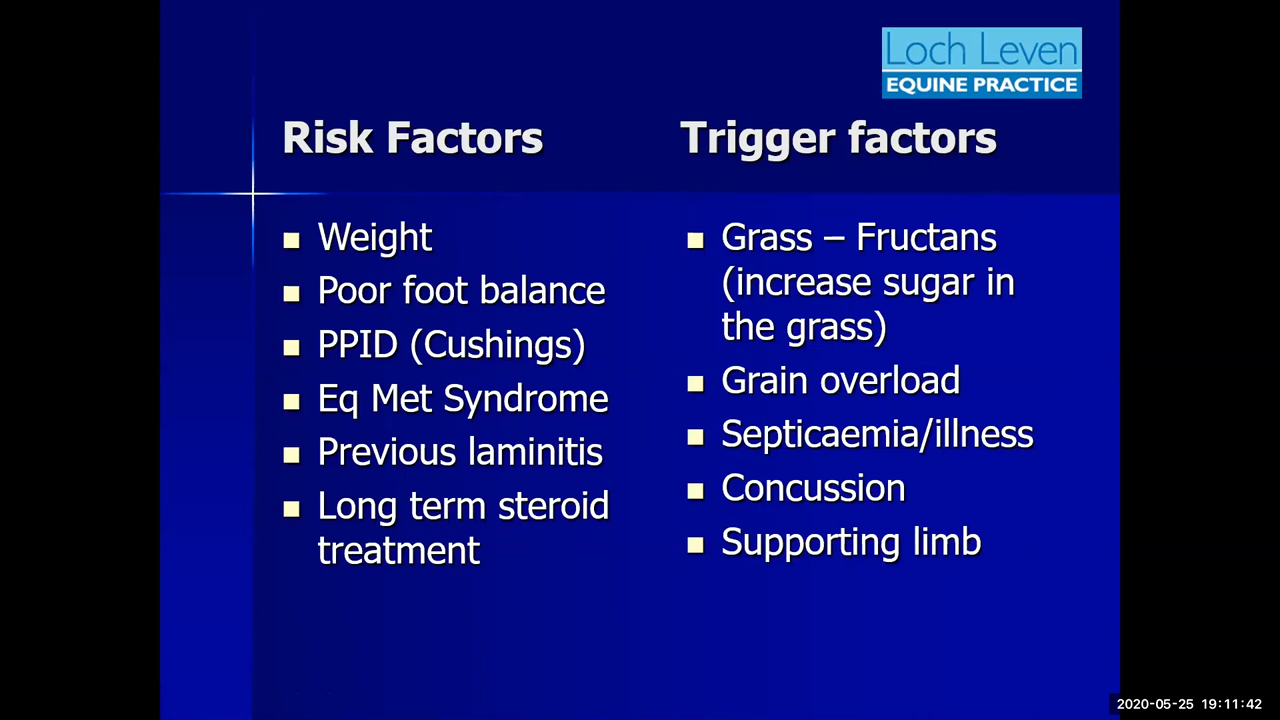 Loch Leven
EQUINE PRACTICE
Risk Factors
Weight
Poor foot balance
PPID (Cushings)
Eq Met Syndrome
Previous laminitis
Long term steroid
treatment
Trigger factors
Grass – Fructans
(increase sugar in
the grass)
Grain overload
Septicaemia/illness
Concussion
Supporting limb
2020-05-25 19:11:42